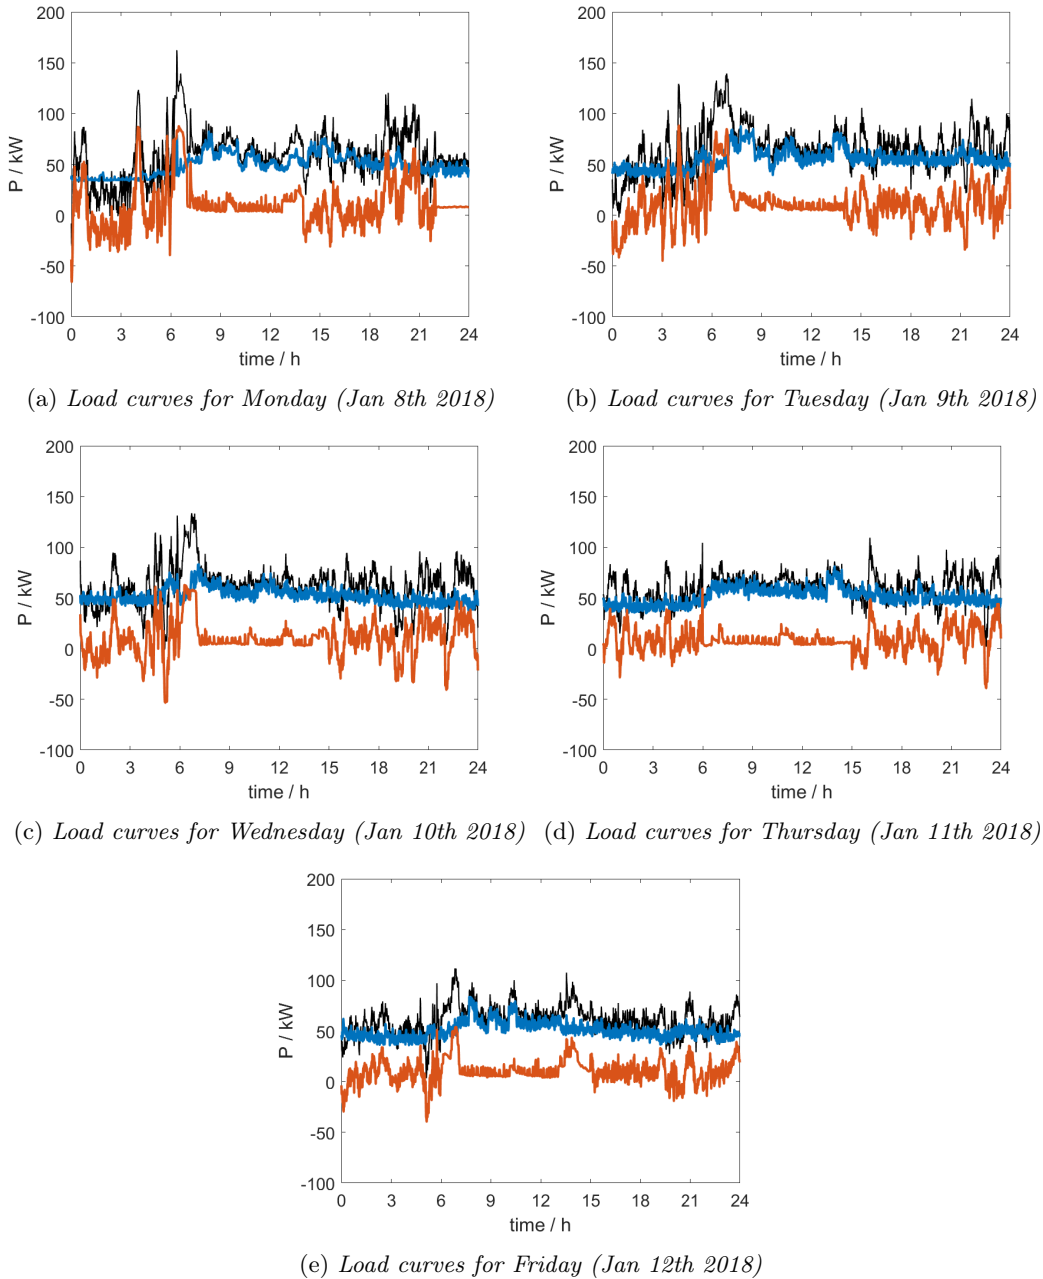 200
150
100
50
0
-50
-100
P / kW
0 3 6 9 12 15 18 21 24
time / h
(a) Load curves for Monday (Jan 8th 2018)
200
150
100
50
0
-50
-100
P / kW
0 3 6 9 12 15 18 21 24
time / h
(b) Load curves for Tuesday (Jan 9th 2018)
200
150
100
50
0
-50
-100
P / kW
0 3 6 9 12 15 18 21 24
time / h
(c) Load curves for Wednesday (Jan 10th 2018)
200
150
100
50
0
-50
-100
P / kW
0 3 6 9 12 15 18 21 24
time / h
(d) Load curves for Thursday (Jan 11th 2018)
200
150
100
50
0
-50
-100
P / kW
0 3 6 9 12 15 18 21 24
time / h
(e) Load curves for Friday (Jan 12th 2018)